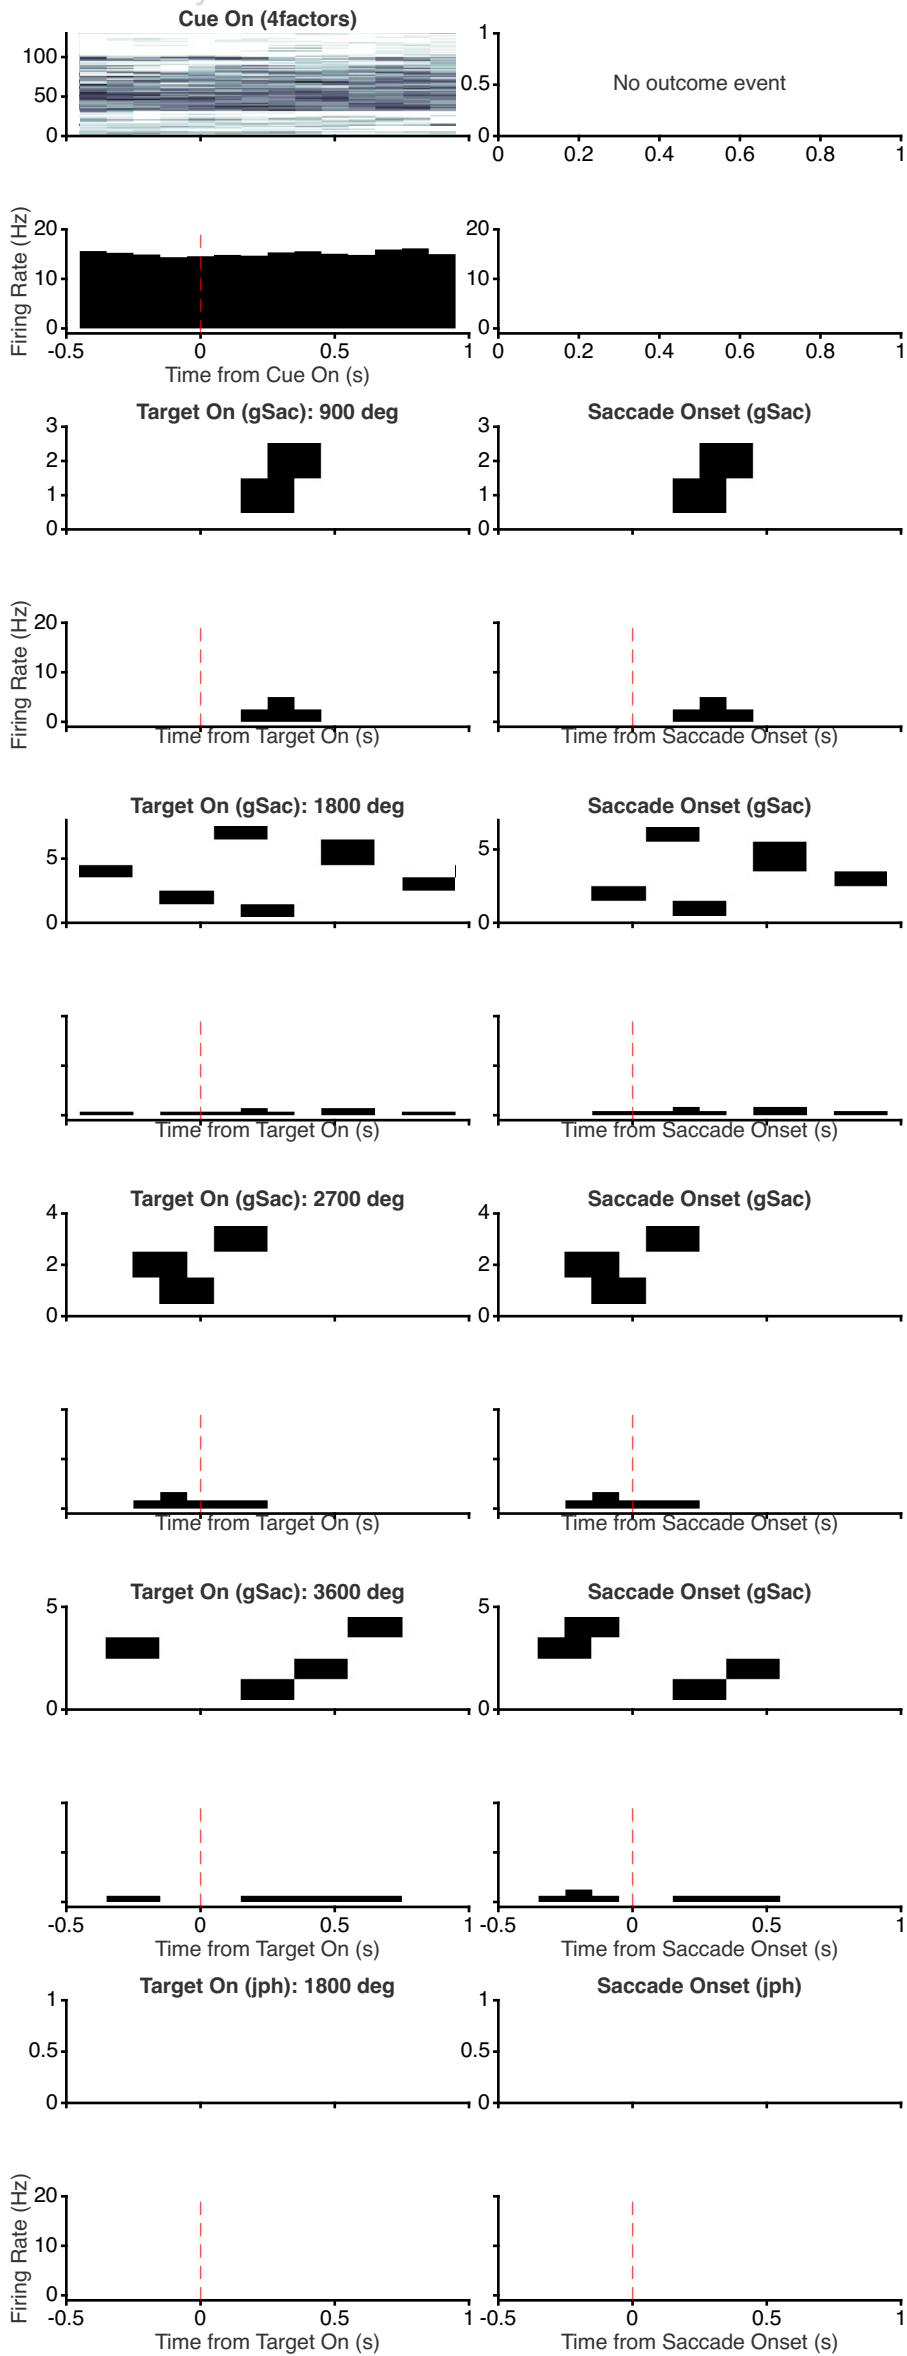 Cue On (4factors)
100
50
0
1
0.5
0
No outcome event
0 0.2 0.4 0.6 0.8 1
Firing Rate (Hz)
20
10
0
-0.5 0 0.5 1
Time from Cue On (s)
20
10
0
0 0.2 0.4 0.6 0.8 1
Target On (gSac): 900 deg
3
2
1
0
Saccade Onset (gSac)
3
2
1
0
Firing Rate (Hz)
20
10
0
Time from Target On (s)
Time from Saccade Onset (s)
Target On (gSac): 1800 deg
5
0
Saccade Onset (gSac)
5
0
Time from Target On (s)
Time from Saccade Onset (s)
Target On (gSac): 2700 deg
4
2
0
Saccade Onset (gSac)
4
2
0
Time from Target On (s)
Time from Saccade Onset (s)
Target On (gSac): 3600 deg
5
0
Saccade Onset (gSac)
5
0
-0.5 0 0.5 1
Time from Target On (s)
-0.5 0 0.5 1
Time from Saccade Onset (s)
Target On (jph): 1800 deg
1
0.5
0
Saccade Onset (jph)
1
0.5
0
Firing Rate (Hz)
20
10
0
-0.5 0 0.5 1
Time from Target On (s)
-0.5 0 0.5 1
Time from Saccade Onset (s)